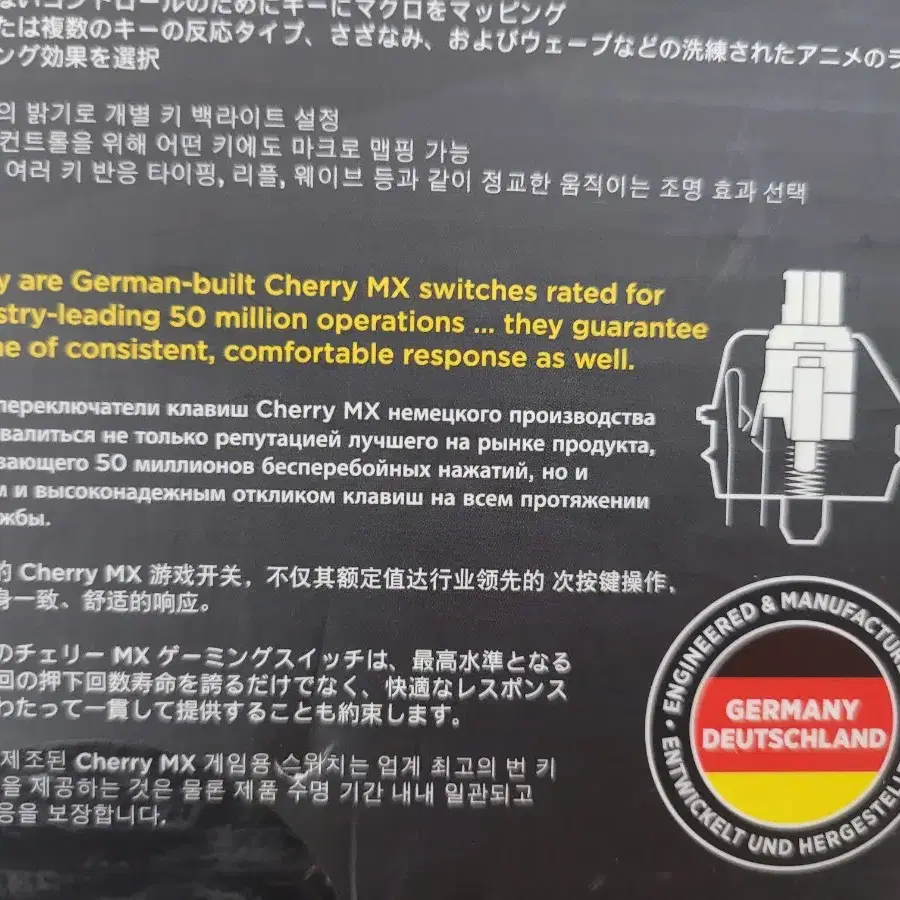 ないコントロールのためにキーにマクロをマッピング
たは複数のキーの反応タイプ、さざなみ、およびウェーブなどの洗練されたアニメのラ
ング効果を選択
의 밝기로 개별 키 백라이트 설정
컨트롤을 위해 어떤 키에도 마크로 맵핑 가능
여러 키 반응 타이핑, 리플, 웨이브 등과 같이 정교한 움직이는 조명 효과 선택
y are German-built Cherry MX switches rated for
stry-leading 50 million operations ... they guarantee
ne of consistent, comfortable response as well.
переключатели клавиш Cherry MX немецкого производства
валиться не только репутацией лучшего на рынке продукта,
вающего 50 миллионов бесперебойных нажатий, но и
м и высоконадежным откликом клавиш на всем протяжении
жбы.
的 Cherry MX 游戏开关，不仅其额定值达行业领先的 次按键操作，
身一致、舒适的响应。
のチェリー MX ゲーミングスイッチは、最高水準となる
回の押下回数寿命を誇るだけでなく、快適なレスポンス
わたって一貫して提供することも約束します。
제조된 Cherry MX 게임용 스위치는 업계 최고의 번 키
을 제공하는 것은 물론 제품 수명 기간 내내 일관되고
응을 보장합니다.
• ENGINEERED & MANUFACTURE
GERMANY
DEUTSCHLAND
ENTWICKELT UND HERGESTELL